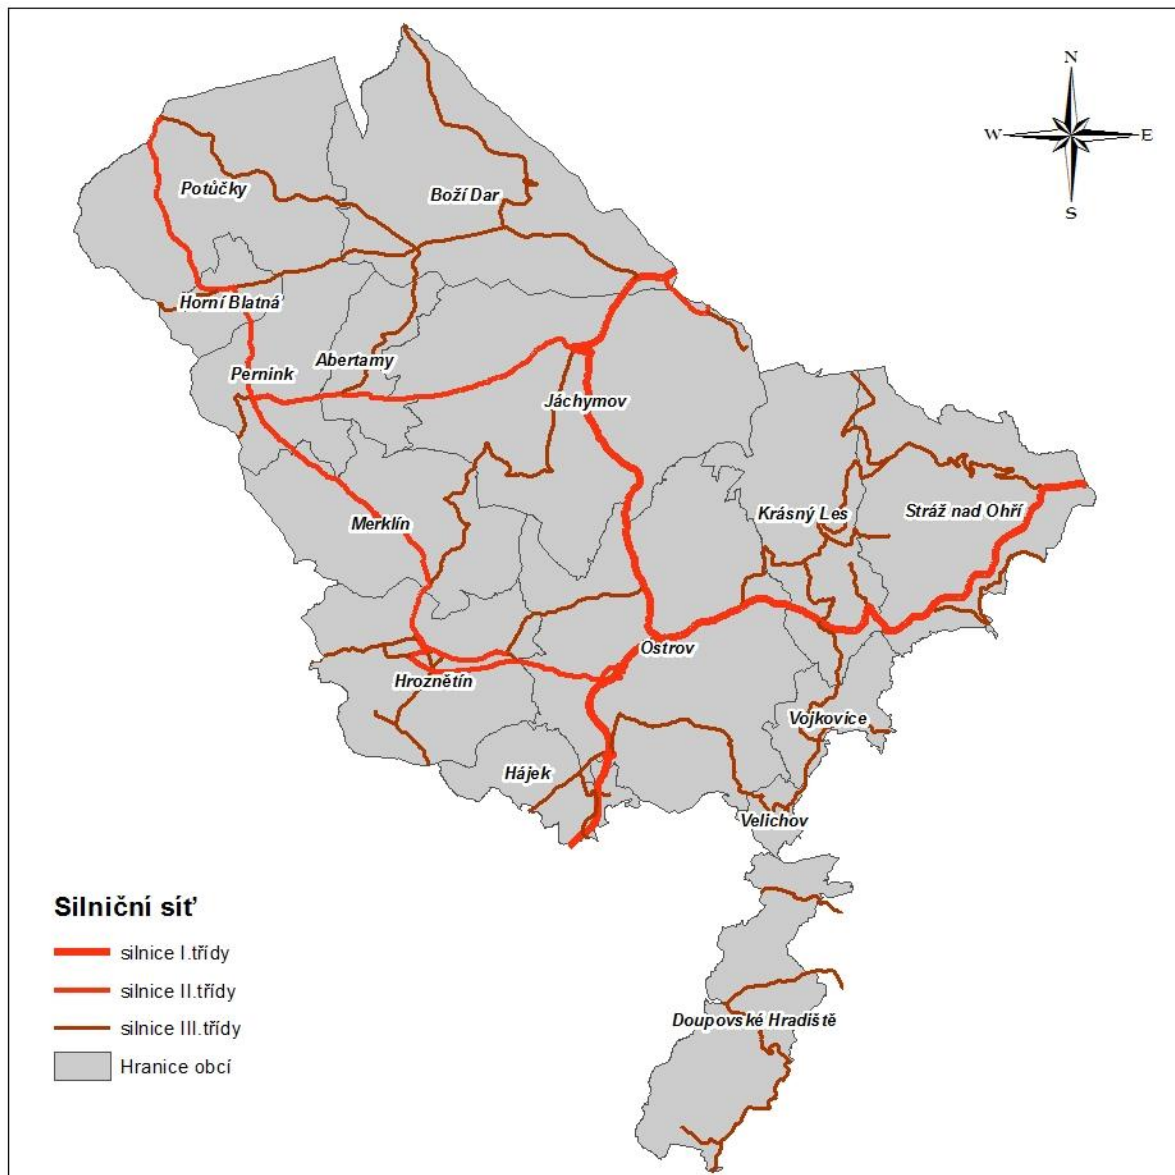 N
W
E
S
Potůčky
Boží Dar
Horní Blatná
Abertamy
Pernink
Jáchymov
Merklín
Krásný Les
Stráž nad Ohří
Ostrov
Hroznětín
Vojkovice
Hájek
Velichov
Doupovské Hradiště
Silniční síť
silnice I.třídy
silnice II.třídy
silnice III.třídy
Hranice obcí